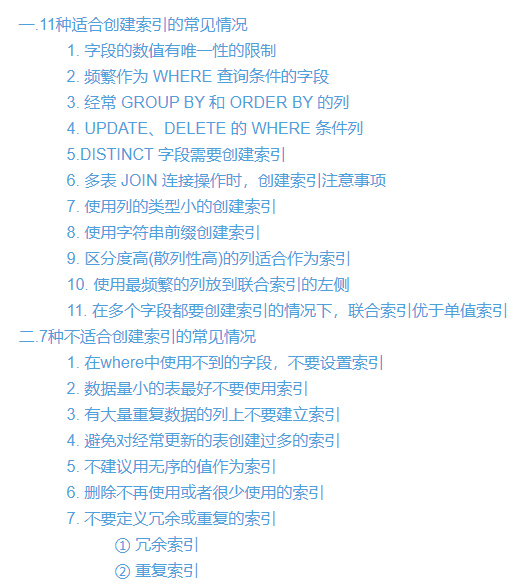 一.11种适合创建索引的常见情况
1. 字段的数值有唯一性的限制
2. 频繁作为 WHERE 查询条件的字段
3. 经常 GROUP BY 和 ORDER BY 的列
4. UPDATE、DELETE 的 WHERE 条件列
5.DISTINCT 字段需要创建索引
6. 多表 JOIN 连接操作时，创建索引注意事项
7. 使用列的类型小的创建索引
8. 使用字符串前缀创建索引
9. 区分度高(散列性高)的列适合作为索引
10. 使用最频繁的列放到联合索引的左侧
11. 在多个字段都要创建索引的情况下，联合索引优于单值索引
二.7种不适合创建索引的常见情况
1. 在where中使用不到的字段，不要设置索引
2. 数据量小的表最好不要使用索引
3. 有大量重复数据的列上不要建立索引
4. 避免对经常更新的表创建过多的索引
5. 不建议用无序的值作为索引
6. 删除不再使用或者很少使用的索引
7. 不要定义冗余或重复的索引
① 冗余索引
② 重复索引